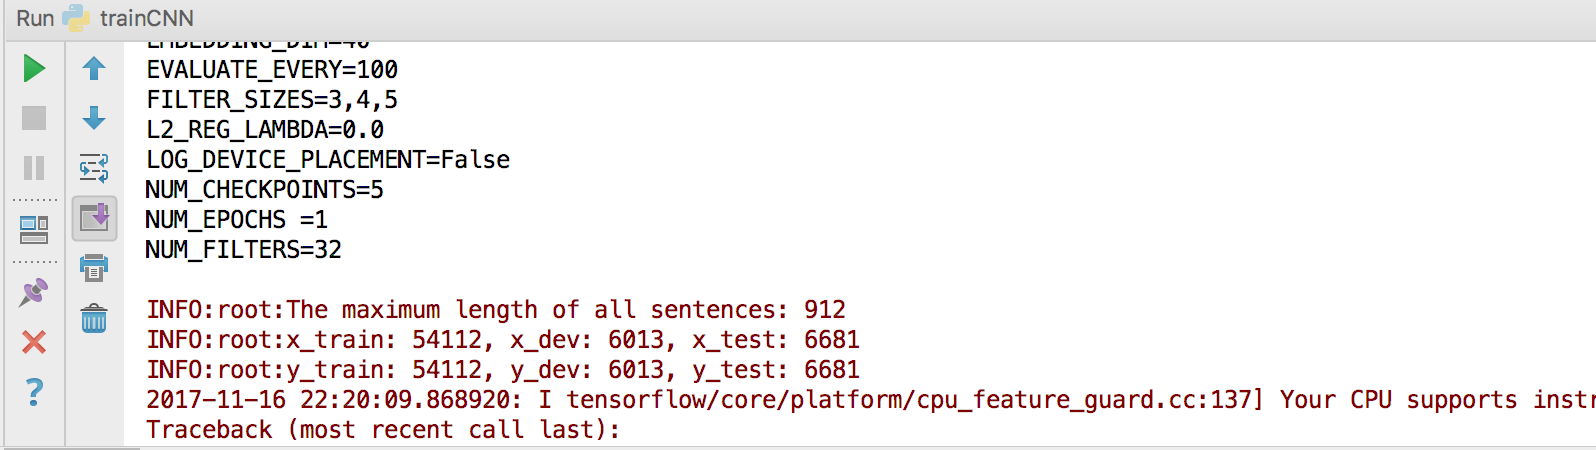 Run trainCNN
EMBEDDING_DIM=40
EVALUATE_EVERY=100
FILTER_SIZES=3,4,5
L2_REG_LAMBDA=0.0
LOG_DEVICE_PLACEMENT=False
NUM_CHECKPOINTS=5
NUM_EPOCHS =1
NUM_FILTERS=32
INFO:root:The maximum length of all sentences: 912
INFO:root:x_train: 54112, x_dev: 6013, x_test: 6681
INFO:root:y_train: 54112, y_dev: 6013, y_test: 6681
2017-11-16 22:20:09.868920: I tensorflow/core/platform/cpu_feature_guard.cc:137] Your CPU supports instr
Traceback (most recent call last):